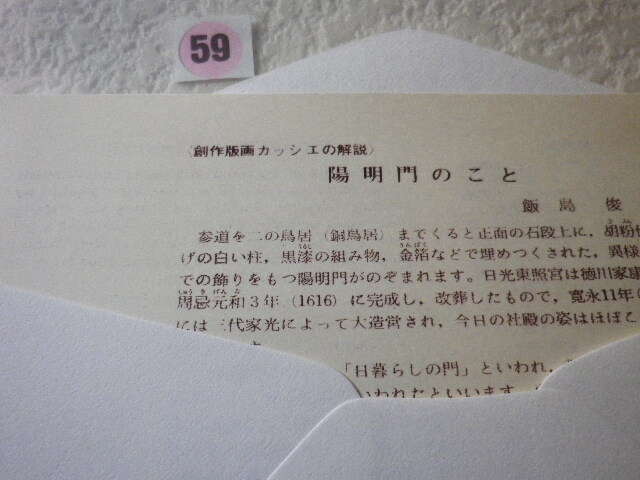 59
〈創作版画カッシェの解説〉
陽明門のこと
飯島 俊
参道を二の鳥居（銅鳥居）までくると正面の石段上に，胡粉
げの白い柱，黒漆の組み物，金箔などで埋めつくされた，異様
での飾りをもつ陽明門がのぞまれます。日光東照宮は徳川家康
周忌元和3年（1616）に完成し，改葬したもので，寛永11年（
には三代家光によって大造営され，今日の社殿の姿はほぼこ
「日暮らしの門」といわれ，
いわれたといいます。